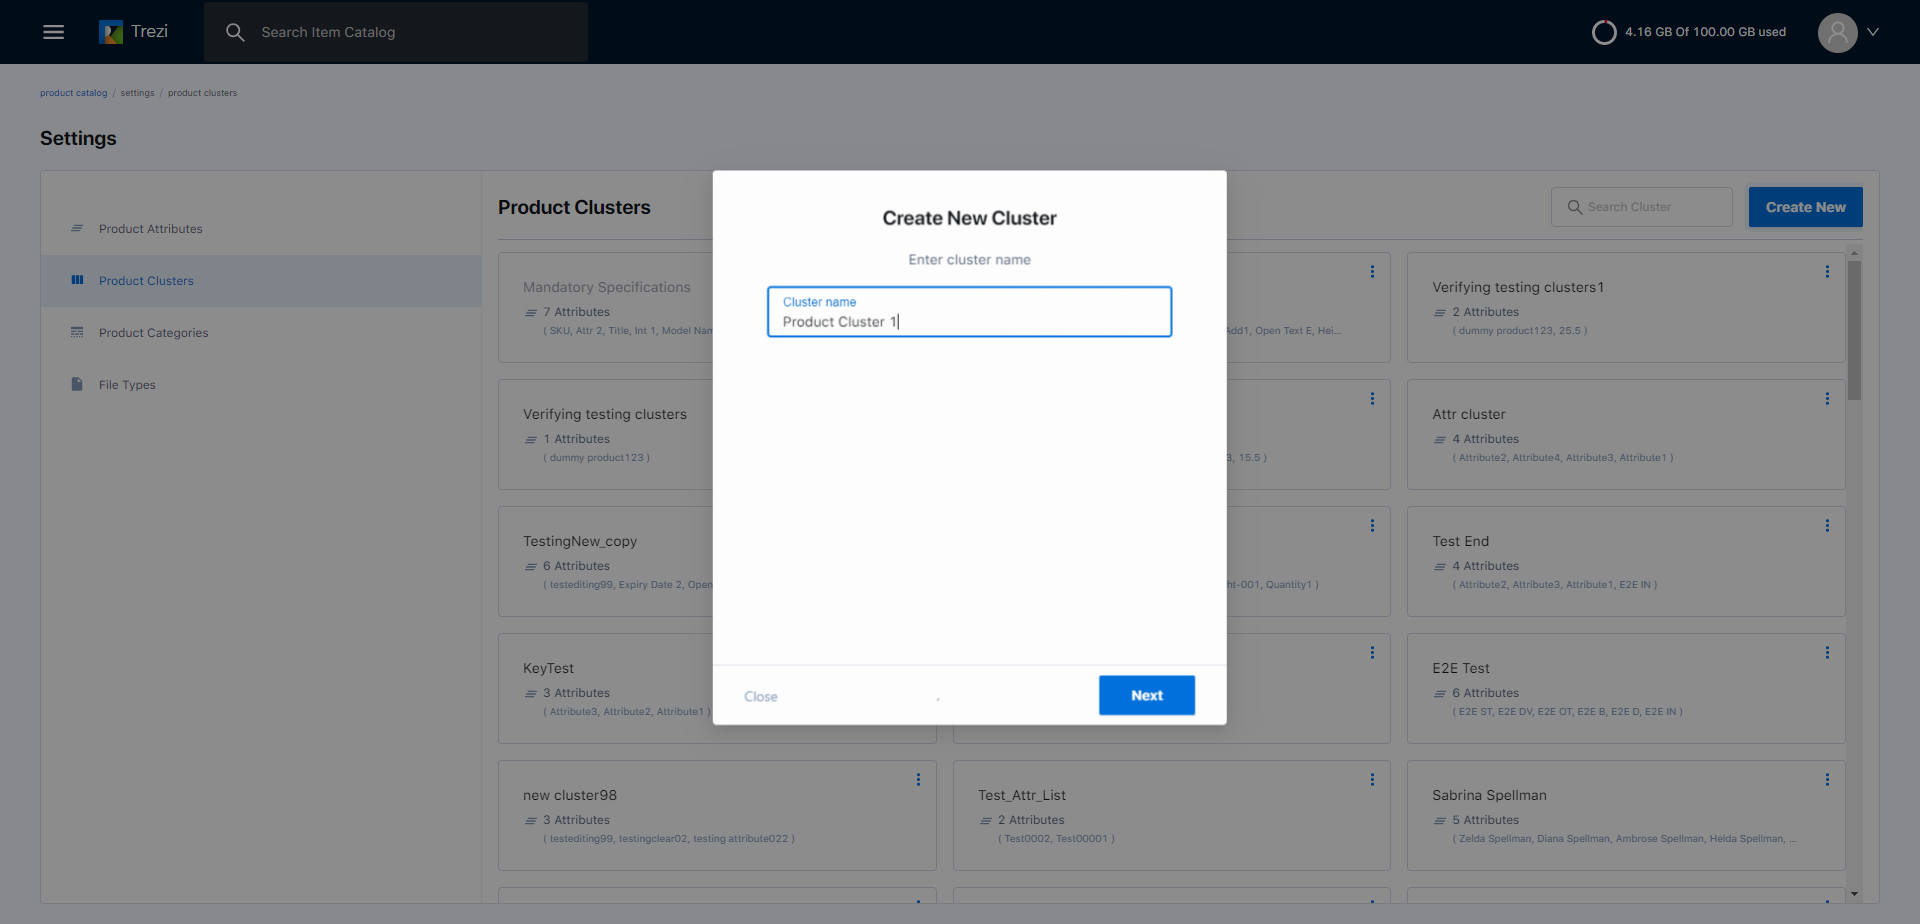 Trezi
Search Item Catalog
4.16 GB Of 100.00 GB used
product catalog / settings / product clusters
Settings
Product Attributes
Product Clusters
Product Categories
File Types
Product Clusters
Search Cluster
Create New
Mandatory Specifications
7 Attributes
( SKU, Attr 2, Title, Int 1, Model
Open Text E, Hei...
Verifying testing clusters1
2 Attributes
( dummy product123, 25.5 )
Verifying testing clusters
1 Attributes
( dummy product123 )
15.5 )
Attr cluster
4 Attributes
( Attribute2, Attribute4, Attribute3, Attribute1 )
TestingNew_copy
6 Attributes
( testediting99, Expiry Date 2,
Quantity1 )
Test End
4 Attributes
( Attribute2, Attribute3, Attribute1, E2E IN )
KeyTest
3 Attributes
( Attribute3, Attribute2, Attribute1 )
E2E Test
6 Attributes
( E2E ST, E2E DV, E2E OT, E2E B, E2E D, E2E IN )
new cluster98
3 Attributes
( testediting99, testingclear02, testing attribute022 )
Test_Attr_List
2 Attributes
( Test0002, Test00001 )
Sabrina Spellman
5 Attributes
( Zelda Spellman, Diana Spellman, Ambrose Spellman, Helda Spellman, ...
Create New Cluster
Enter cluster name
Cluster name
Product Cluster 1
Close
Next